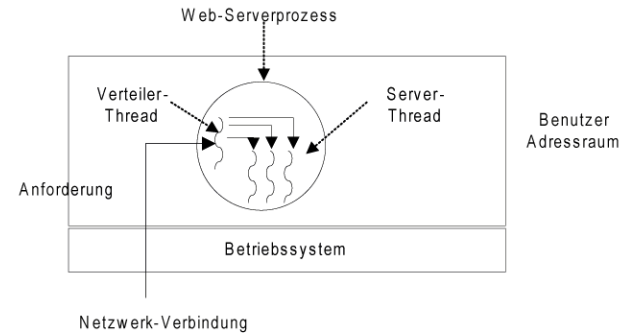 Web-Serverprozess
Verteiler-
Thread
Server-
Thread
Benutzer
Adressraum
Anforderung
Betriebssystem
Netzwerk-Verbindung